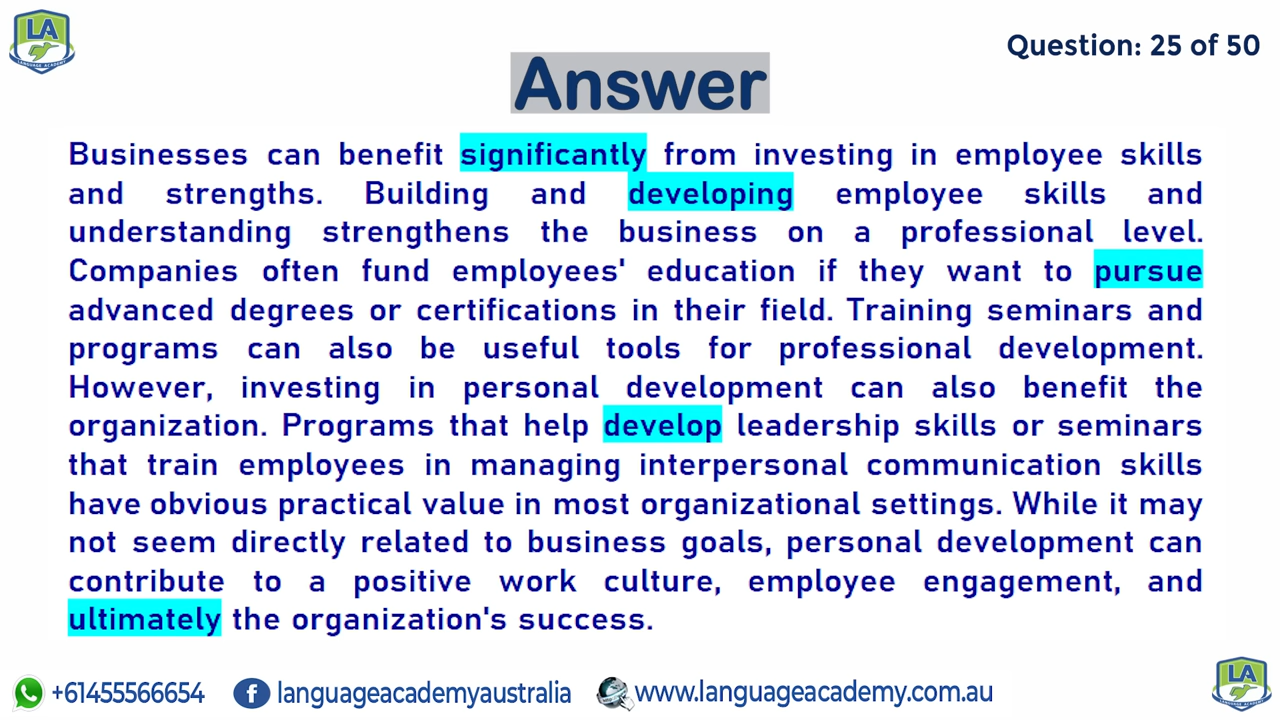 LA
LANGUAGE ACADEMY
Question: 25 of 50
Answer
Businesses can benefit significantly from investing in employee skills
and strengths. Building and developing employee skills and
understanding strengthens the business on a professional level.
Companies often fund employees' education if they want to pursue
advanced degrees or certifications in their field. Training seminars and
programs can also be useful tools for professional development.
However, investing in personal development can also benefit the
organization. Programs that help develop leadership skills or seminars
that train employees in managing interpersonal communication skills
have obvious practical value in most organizational settings. While it may
not seem directly related to business goals, personal development can
contribute to a positive work culture, employee engagement, and
ultimately the organization's success.
+61455566654 languageacademyaustralia www.languageacademy.com.au
LA
LANGUAGE ACADEMY